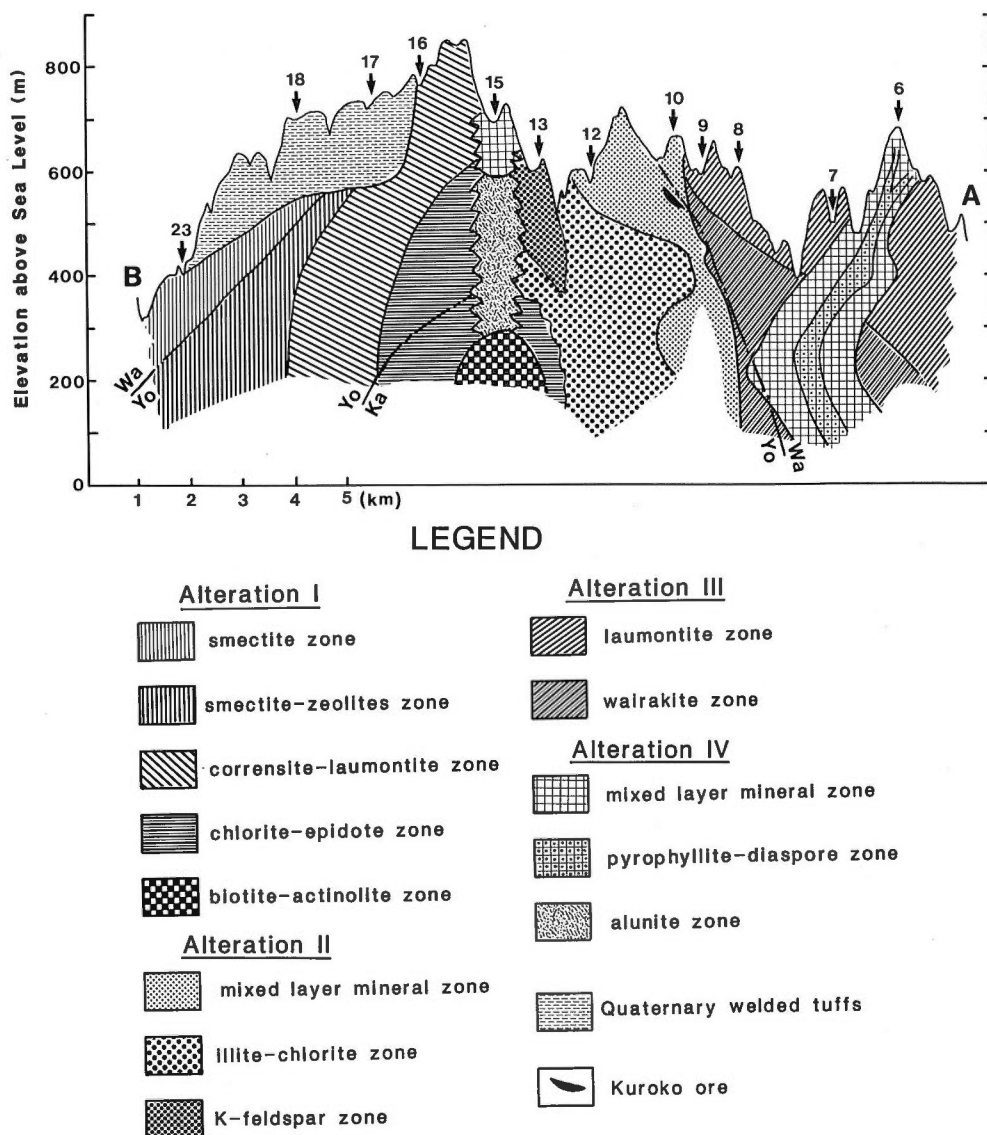 Elevation above Sea Level (m)
800
600
400
200
0
1 2 3 4 5 (km)
B
A
23
18
17
16
15
13
12
10
9
8
7
6
Wa
Yo
Yo
Ka
Yo
Wa
LEGEND
Alteration I
smectite zone
smectite-zeolites zone
corrensite-laumontite zone
chlorite-epidote zone
biotite-actinolite zone
Alteration II
mixed layer mineral zone
illite-chlorite zone
K-feldspar zone
Alteration III
laumontite zone
wairakite zone
Alteration IV
mixed layer mineral zone
pyrophyllite-diaspore zone
alunite zone
Quaternary welded tuffs
Kuroko ore